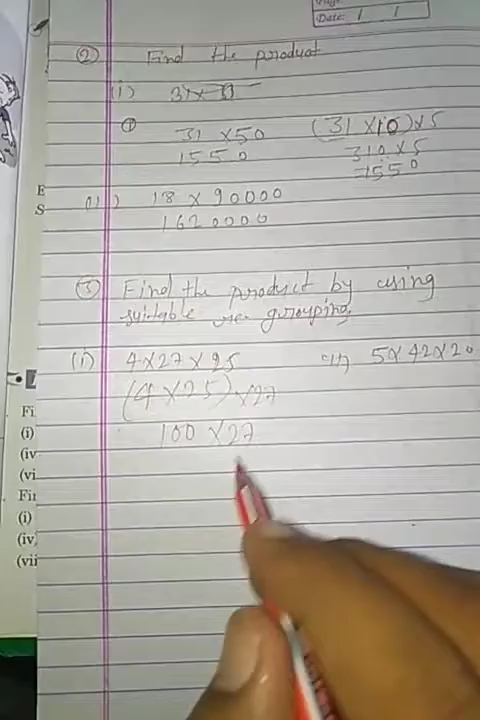 Date: / /
② Find the product
(i) 31 × 
31 × 50 (31 × 10) × 5
1550 310 × 5
1550
(ii) 18 × 90000
1620000
③ Find the product by using
suitable grouping.
(i) 4 × 27 × 25 (ii) 5 × 42 × 20
(4 × 25) × 27
100 × 27
E
S
Fi
(i)
(iv
(vi
Fir
(i)
(iv,
(vii